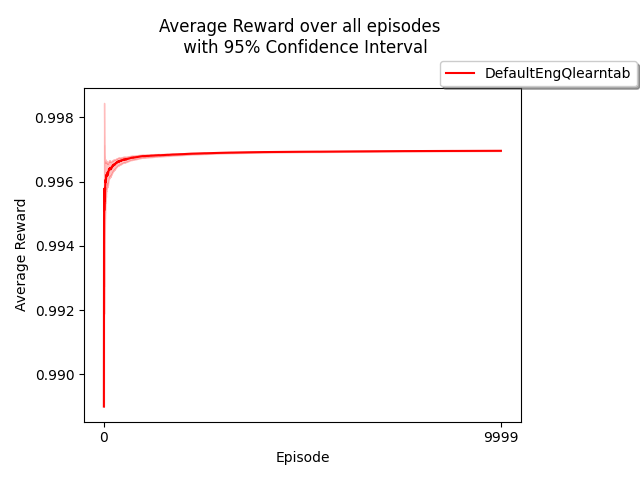 Average Reward over all episodes
with 95% Confidence Interval
DefaultEngQlearntab
0.998
0.996
0.994
0.992
0.990
Average Reward
0
9999
Episode